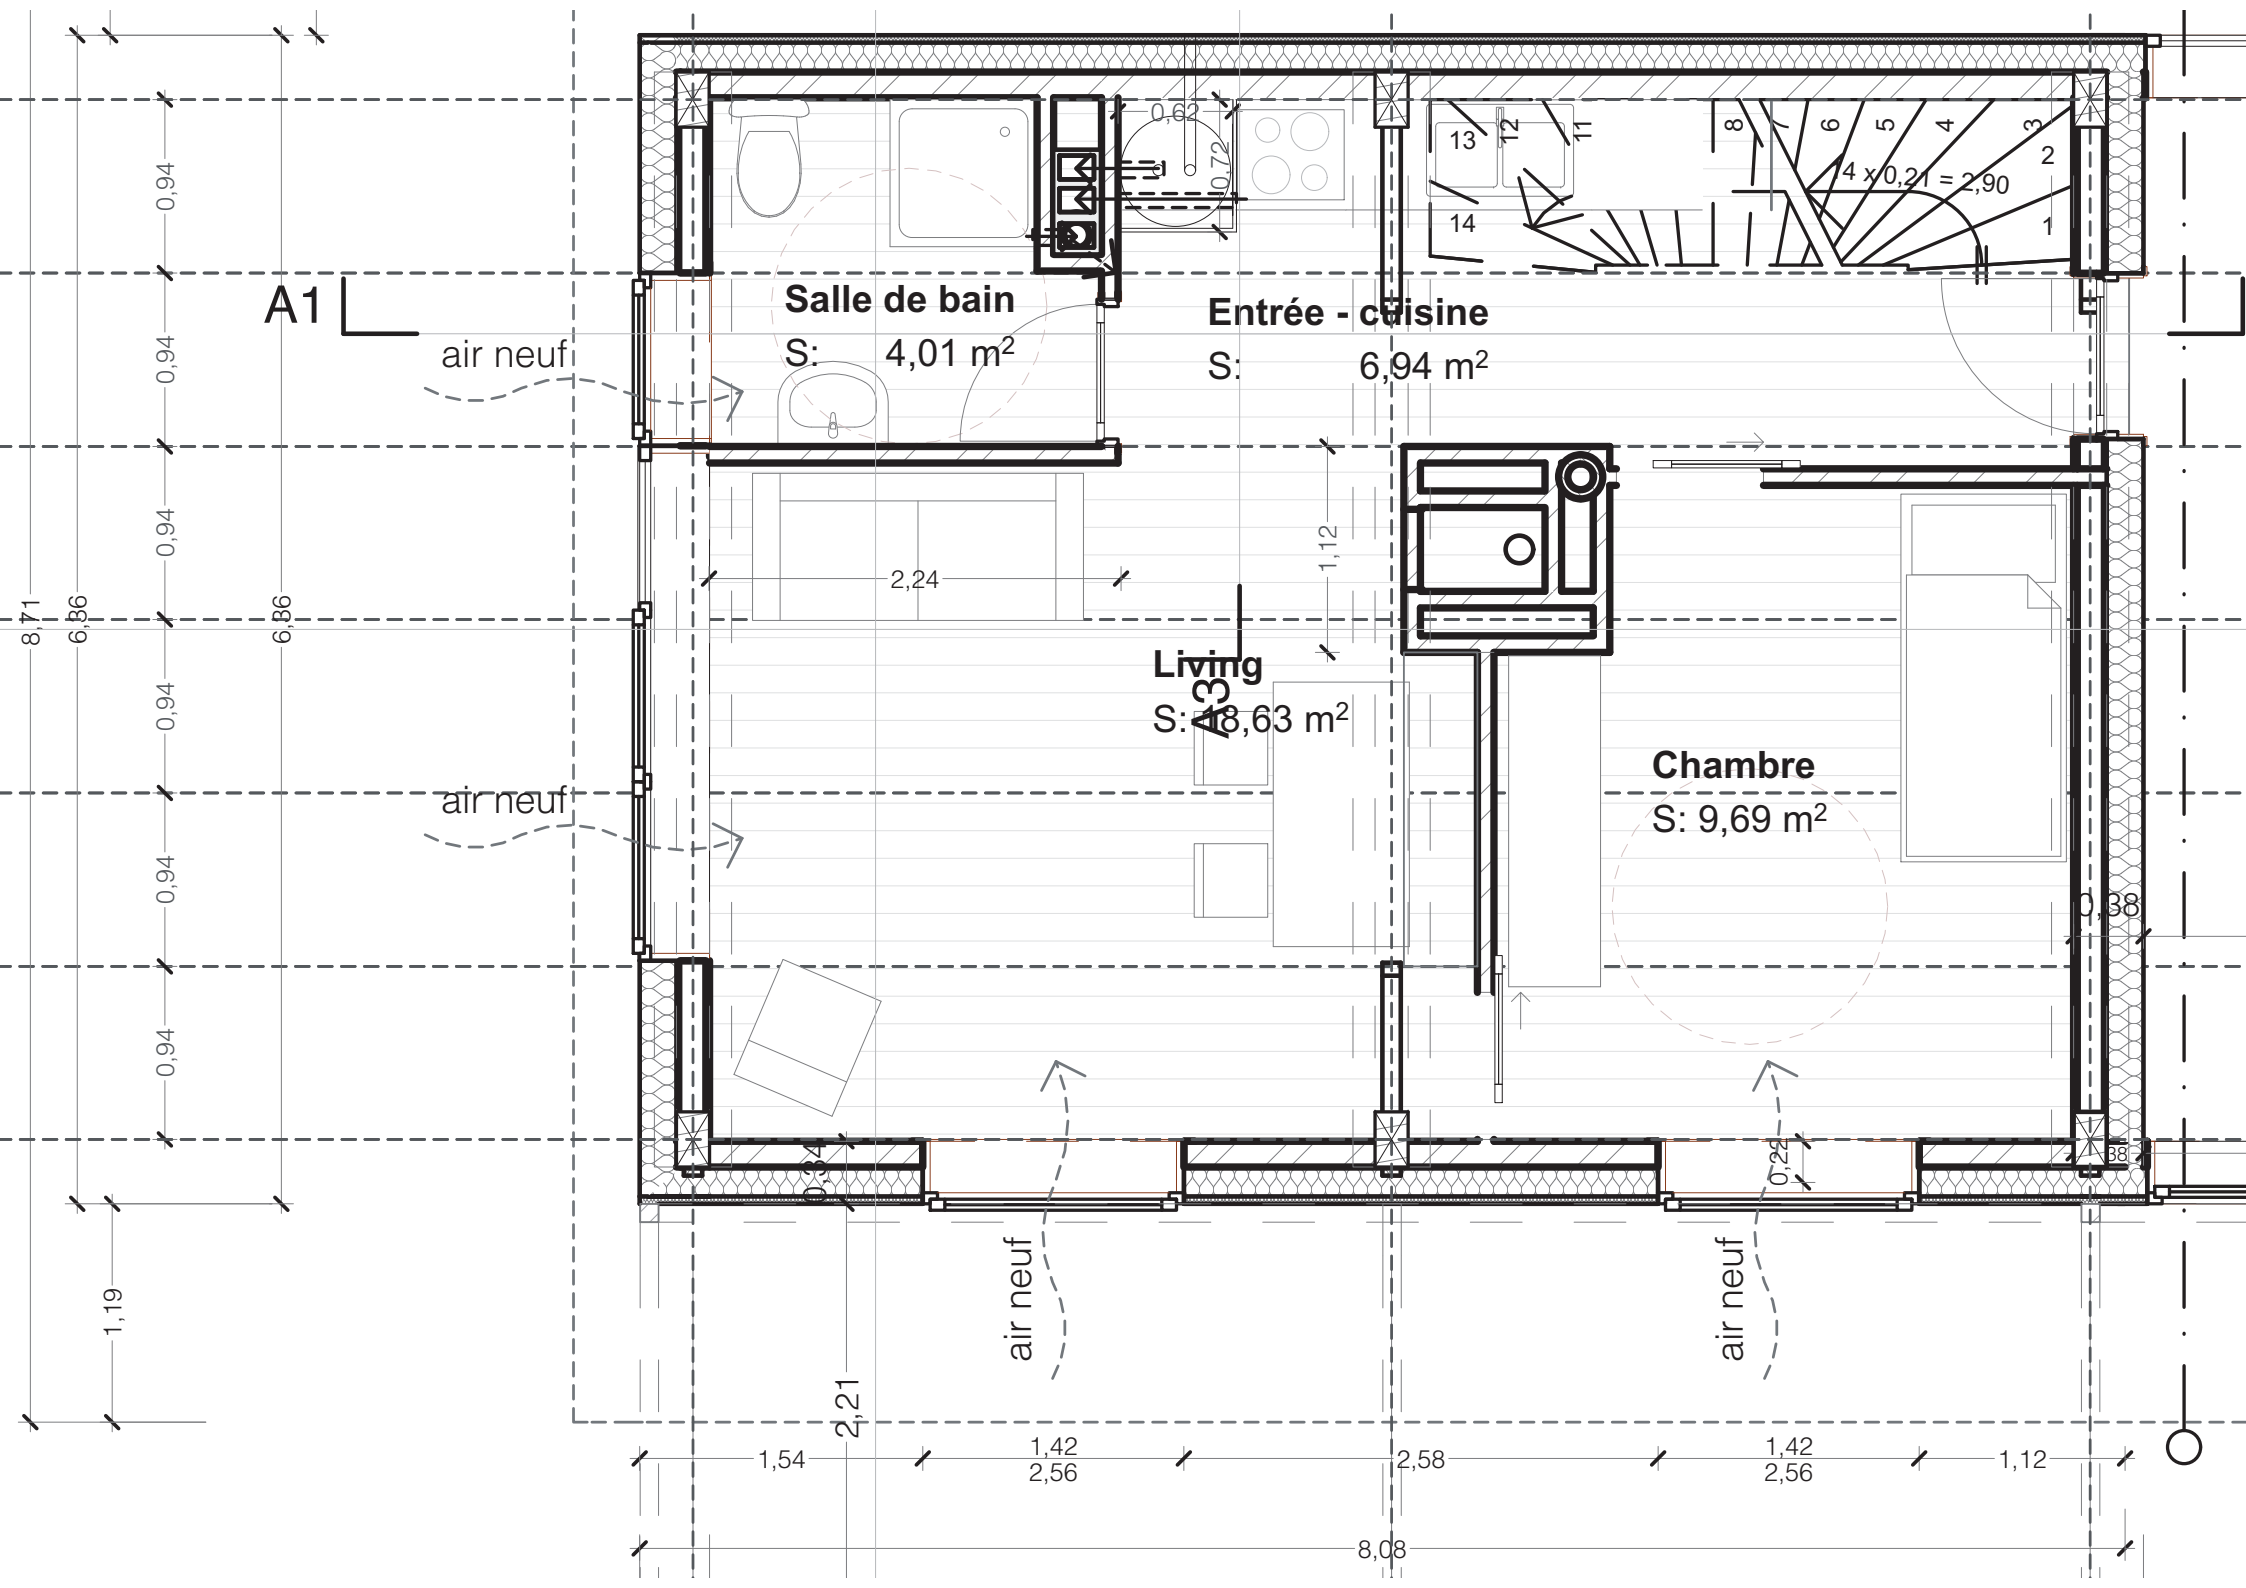 0,62
0,72
13
12
11
14
8
7
6
5
4
3
2
1
14 x 0,21 = 2,90
0,94
A1
Salle de bain
S: 4,01 m²
Entrée - cuisine
S: 6,94 m²
air neuf
0,94
0,94
1,12
2,24
8,71
6,36
6,36
Living
S: 18,63 m²
A3
0,94
Chambre
S: 9,69 m²
air neuf
0,94
0,38
0,94
0,34
0,22
38
air neuf
air neuf
1,19
2,21
1,54
1,42
2,56
2,58
1,42
2,56
1,12
8,08